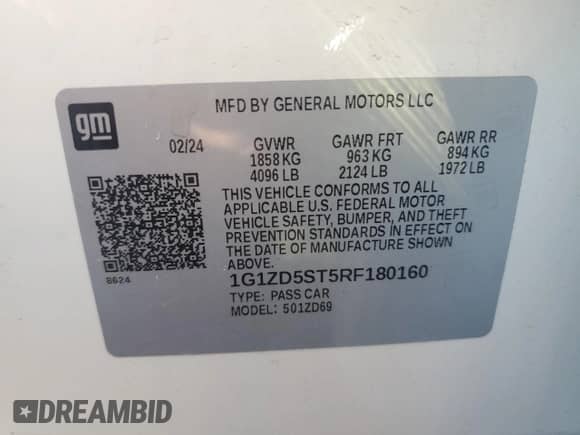 gm
MFD BY GENERAL MOTORS LLC
02/24 GVWR GAWR FRT GAWR RR
1858 KG 963 KG 894 KG
4096 LB 2124 LB 1972 LB
THIS VEHICLE CONFORMS TO ALL
APPLICABLE U.S. FEDERAL MOTOR
VEHICLE SAFETY, BUMPER, AND THEFT
PREVENTION STANDARDS IN EFFECT ON
THE DATE OF MANUFACTURE SHOWN
ABOVE.
8624
1G1ZD5ST5RF180160
TYPE: PASS CAR
MODEL: 501ZD69
DREAMBID